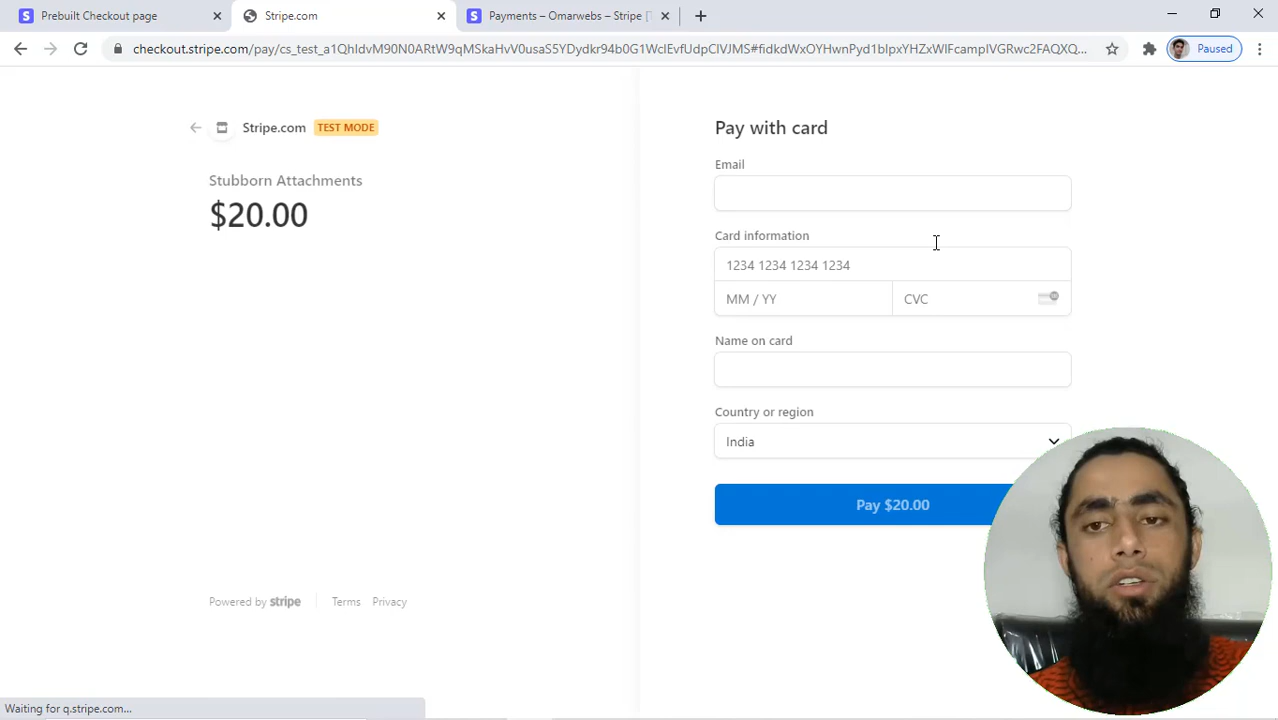 Prebuilt Checkout page
Stripe.com
Payments – Omarwebs – Stripe [T
checkout.stripe.com/pay/cs_test_a1QhIdvM90N0ARtW9qMSkaHvV0usaS5YDydkr94b0G1WcIEvfUdpCIVJMS#fidkdWxOYHwnPyd1blpxYHZxWlFcampIVGRwc2FAQXQ...
Paused
Stripe.com TEST MODE
Stubborn Attachments
$20.00
Powered by stripe
Terms Privacy
Pay with card
Email
Card information
1234 1234 1234 1234
MM / YY
CVC
Name on card
Country or region
India
Pay $20.00
Waiting for q.stripe.com...